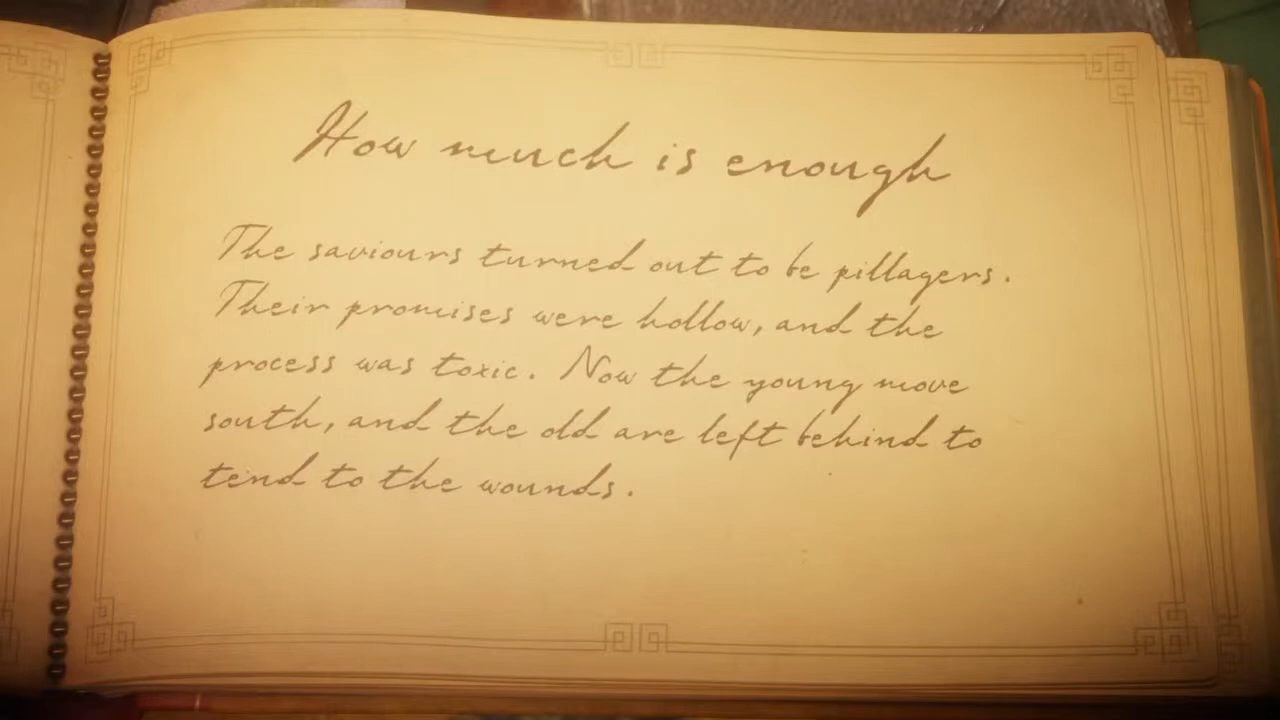 How much is enough
The saviours turned out to be pillagers.
Their promises were hollow, and the
process was toxic. Now the young move
south, and the old are left behind to
tend to the wounds.